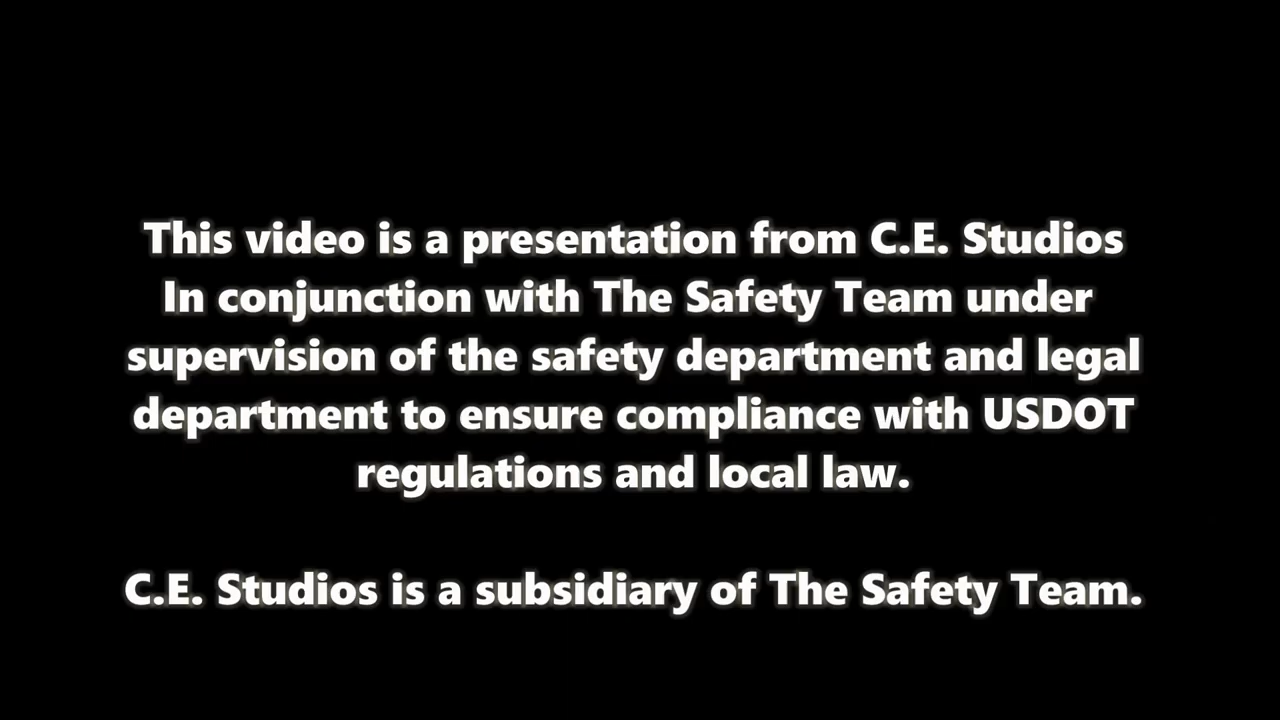 This video is a presentation from C.E. Studios
In conjunction with The Safety Team under
supervision of the safety department and legal
department to ensure compliance with USDOT
regulations and local law.
C.E. Studios is a subsidiary of The Safety Team.